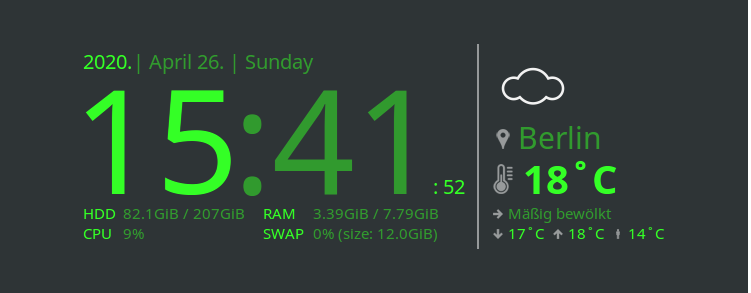 2020. | April 26. | Sunday
15:41 : 52
HDD 82.1GiB / 207GiB RAM 3.39GiB / 7.79GiB
CPU 9% SWAP 0% (size: 12.0GiB)
Berlin
18°C
Mäßig bewölkt
17°C 18°C 14°C